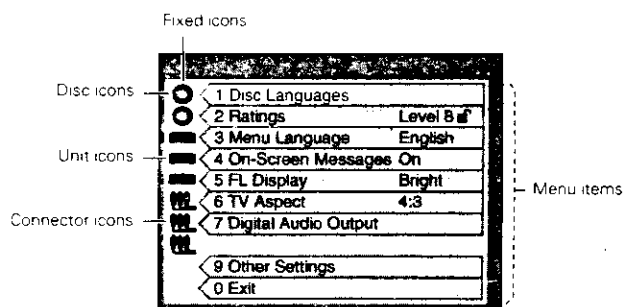 Fixed icons
Disc icons
Unit icons
Connector icons
1 Disc Languages
2 Ratings Level 8
3 Menu Language English
4 On-Screen Messages On
5 FL Display Bright
6 TV Aspect 4:3
7 Digital Audio Output
9 Other Settings
0 Exit
Menu items